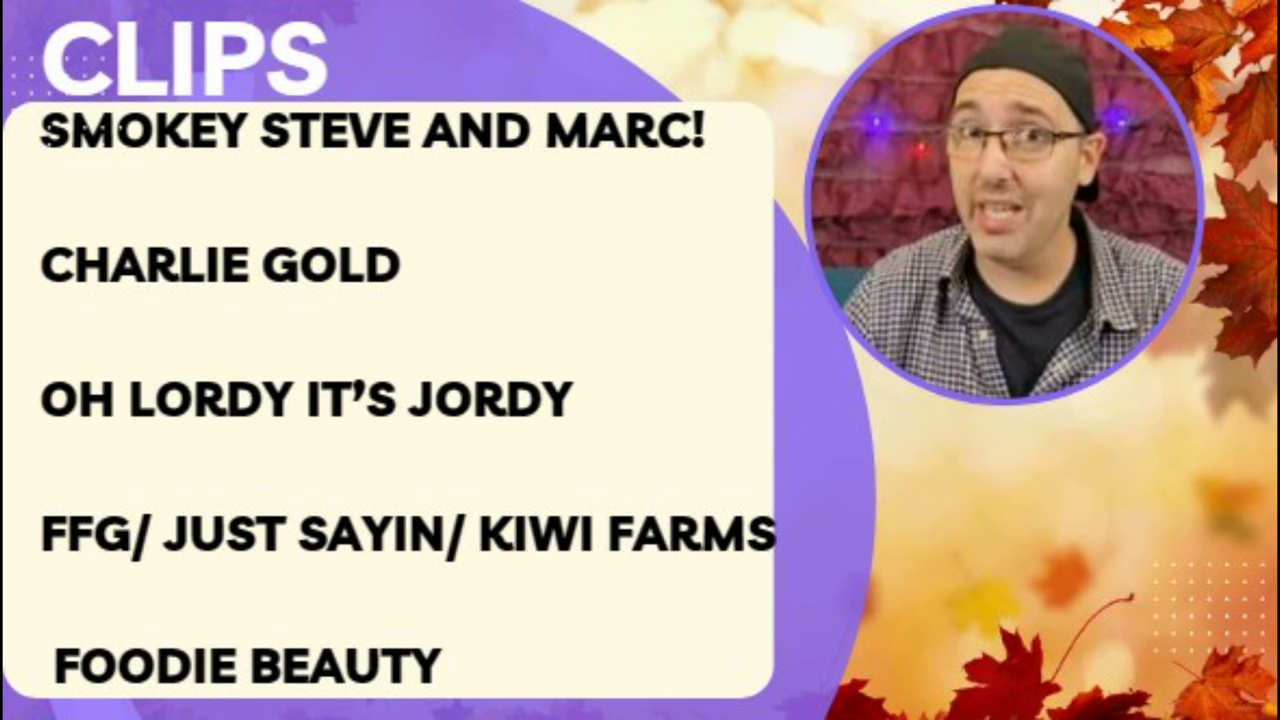 CLIPS
SMOKEY STEVE AND MARC!
CHARLIE GOLD
OH LORDY IT'S JORDY
FFG/ JUST SAYIN/ KIWI FARMS
FOODIE BEAUTY